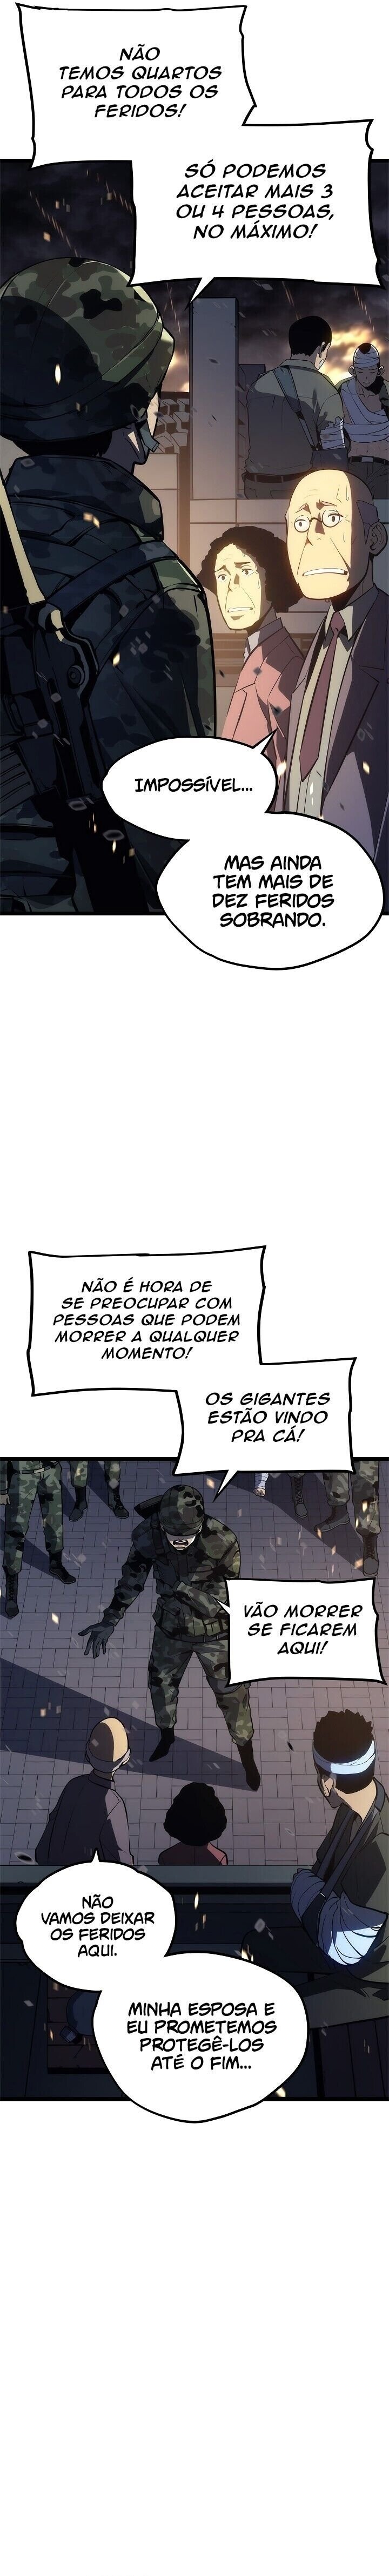 NÃO
TEMOS QUARTOS
PARA TODOS OS
FERIDOS!
SÓ PODEMOS
ACEITAR MAIS 3
OU 4 PESSOAS,
NO MÁXIMO!
IMPOSSÍVEL...
MAS AINDA
TEM MAIS DE
DEZ FERIDOS
SOBRANDO.
NÃO É HORA DE
SE PREOCUPAR COM
PESSOAS QUE PODEM
MORRER A QUALQUER
MOMENTO!
OS GIGANTES
ESTÃO VINDO
PRA CÁ!
VÃO MORRER
SE FICAREM
AQUI!
NÃO
VAMOS DEIXAR
OS FERIDOS
AQUI.
MINHA ESPOSA E
EU PROMETEMOS
PROTEGÊ-LOS
ATÉ O FIM...